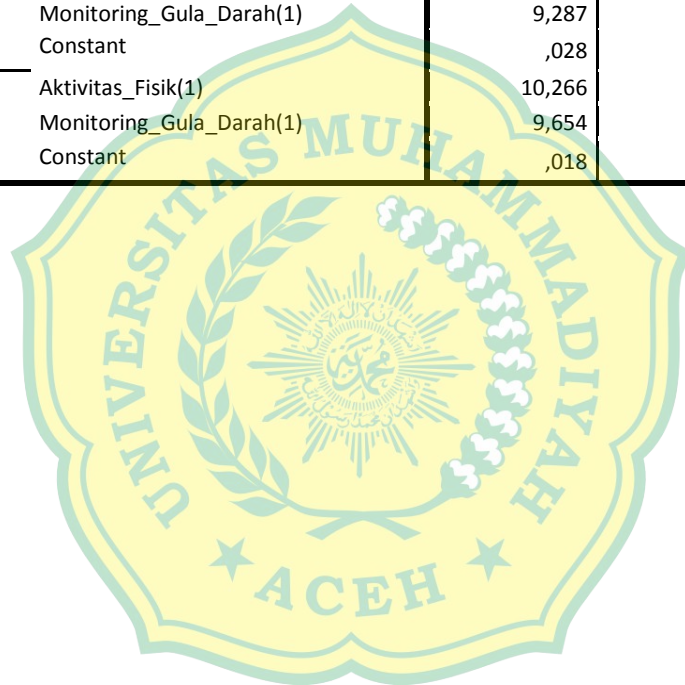 Monitoring_Gula_Darah(1) 9,287
Constant ,028
Aktivitas_Fisik(1) 10,266
Monitoring_Gula_Darah(1) 9,654
Constant ,018
UNIVERSITAS MUHAMMADIYAH
ACEH
محمد